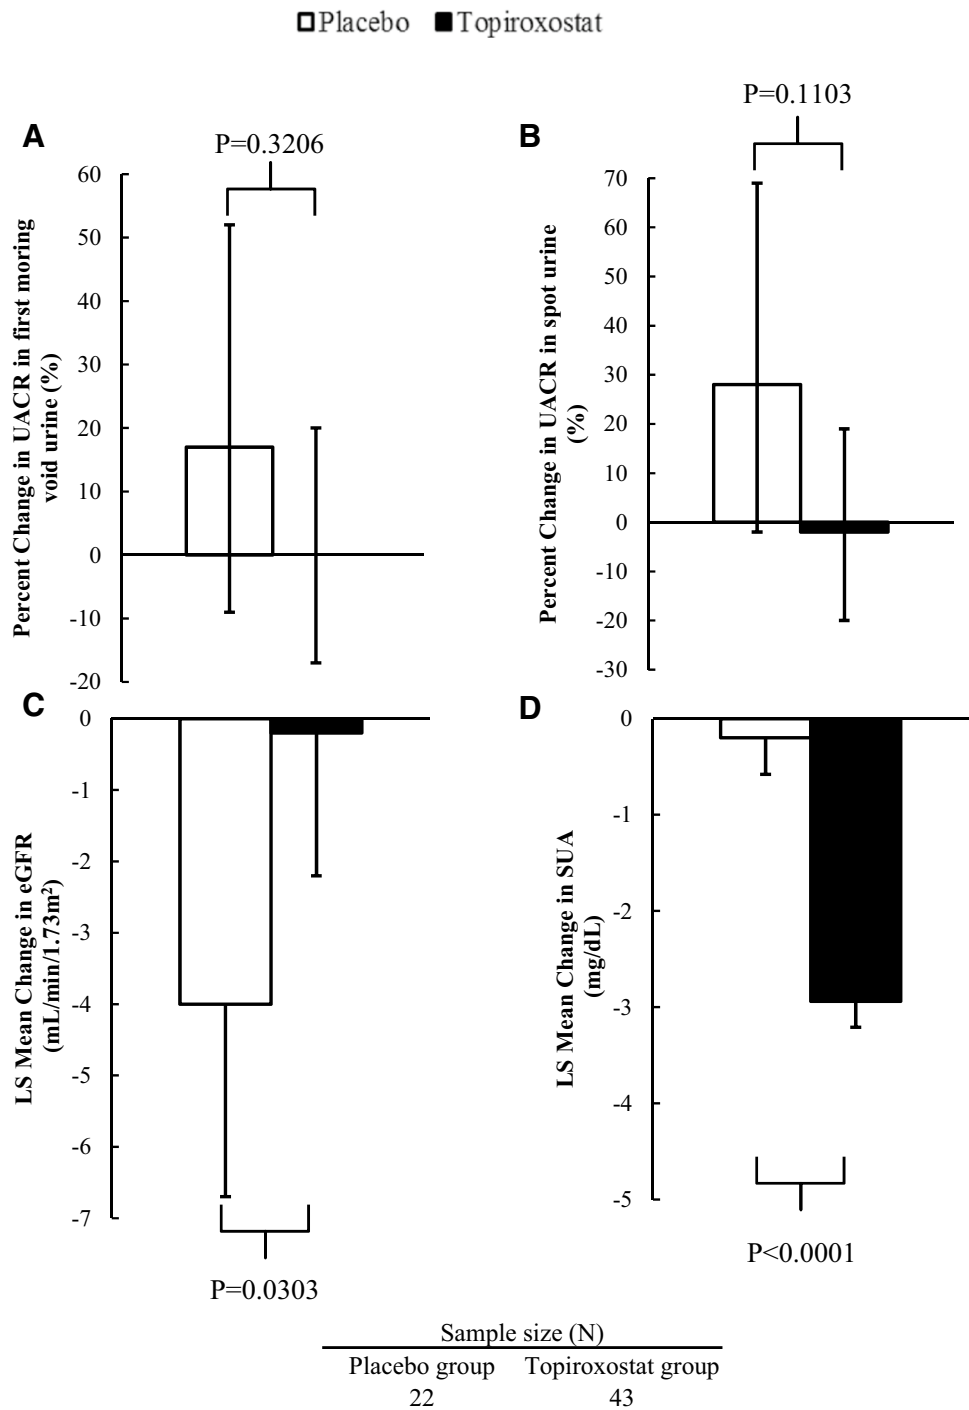 Placebo Topiroxostat
A
P=0.3206
Percent Change in UACR in first moring
void urine (%)
60
50
40
30
20
10
0
-10
-20
B
P=0.1103
Percent Change in UACR in spot urine
(%)
70
60
50
40
30
20
10
0
-10
-20
-30
C
LS Mean Change in eGFR
(mL/min/1.73m²)
0
-1
-2
-3
-4
-5
-6
-7
P=0.0303
D
LS Mean Change in SUA
(mg/dL)
0
-1
-2
-3
-4
-5
P<0.0001
Sample size (N)
Placebo group Topiroxostat group
22 43